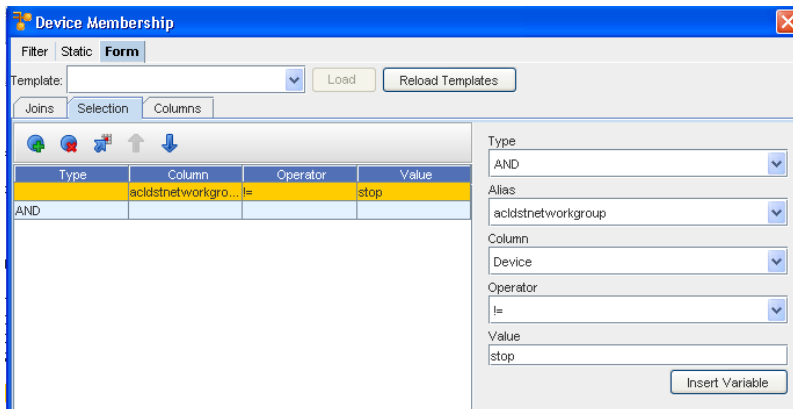 Device Membership
Filter Static Form
Template: Load Reload Templates
Joins Selection Columns
Type
AND
Type Column Operator Value
acldstnetworkgro... != stop
AND
Alias
acldstnetworkgroup
Column
Device
Operator
!=
Value
stop
Insert Variable